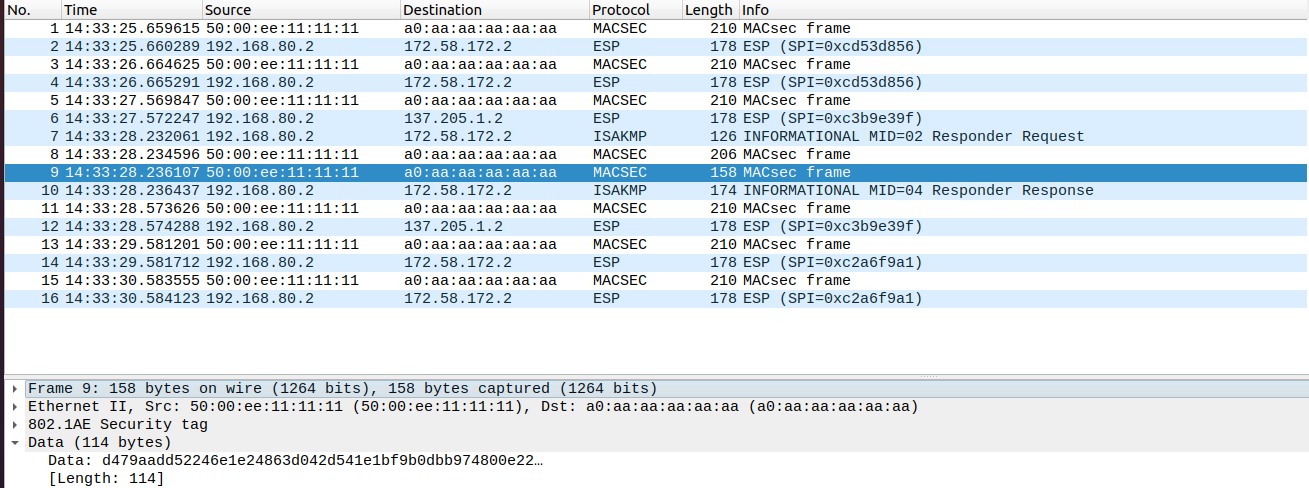 No. Time Source Destination Protocol Length Info
1 14:33:25.659615 50:00:ee:11:11:11 a0:aa:aa:aa:aa:aa MACSEC 210 MACsec frame
2 14:33:25.660289 192.168.80.2 172.58.172.2 ESP 178 ESP (SPI=0xcd53d856)
3 14:33:26.664625 50:00:ee:11:11:11 a0:aa:aa:aa:aa:aa MACSEC 210 MACsec frame
4 14:33:26.665291 192.168.80.2 172.58.172.2 ESP 178 ESP (SPI=0xcd53d856)
5 14:33:27.569847 50:00:ee:11:11:11 a0:aa:aa:aa:aa:aa MACSEC 210 MACsec frame
6 14:33:27.572247 192.168.80.2 137.205.1.2 ESP 178 ESP (SPI=0xc3b9e39f)
7 14:33:28.232061 192.168.80.2 172.58.172.2 ISAKMP 126 INFORMATIONAL MID=02 Responder Request
8 14:33:28.234596 50:00:ee:11:11:11 a0:aa:aa:aa:aa:aa MACSEC 206 MACsec frame
9 14:33:28.236107 50:00:ee:11:11:11 a0:aa:aa:aa:aa:aa MACSEC 158 MACsec frame
10 14:33:28.236437 192.168.80.2 172.58.172.2 ISAKMP 174 INFORMATIONAL MID=04 Responder Response
11 14:33:28.573626 50:00:ee:11:11:11 a0:aa:aa:aa:aa:aa MACSEC 210 MACsec frame
12 14:33:28.574288 192.168.80.2 137.205.1.2 ESP 178 ESP (SPI=0xc3b9e39f)
13 14:33:29.581201 50:00:ee:11:11:11 a0:aa:aa:aa:aa:aa MACSEC 210 MACsec frame
14 14:33:29.581712 192.168.80.2 172.58.172.2 ESP 178 ESP (SPI=0xc2a6f9a1)
15 14:33:30.583555 50:00:ee:11:11:11 a0:aa:aa:aa:aa:aa MACSEC 210 MACsec frame
16 14:33:30.584123 192.168.80.2 172.58.172.2 ESP 178 ESP (SPI=0xc2a6f9a1)
Frame 9: 158 bytes on wire (1264 bits), 158 bytes captured (1264 bits)
Ethernet II, Src: 50:00:ee:11:11:11 (50:00:ee:11:11:11), Dst: a0:aa:aa:aa:aa:aa (a0:aa:aa:aa:aa:aa)
802.1AE Security tag
Data (114 bytes)
Data: d479aadd52246e1e24863d042d541e1bf9b0dbb974800e22…
[Length: 114]